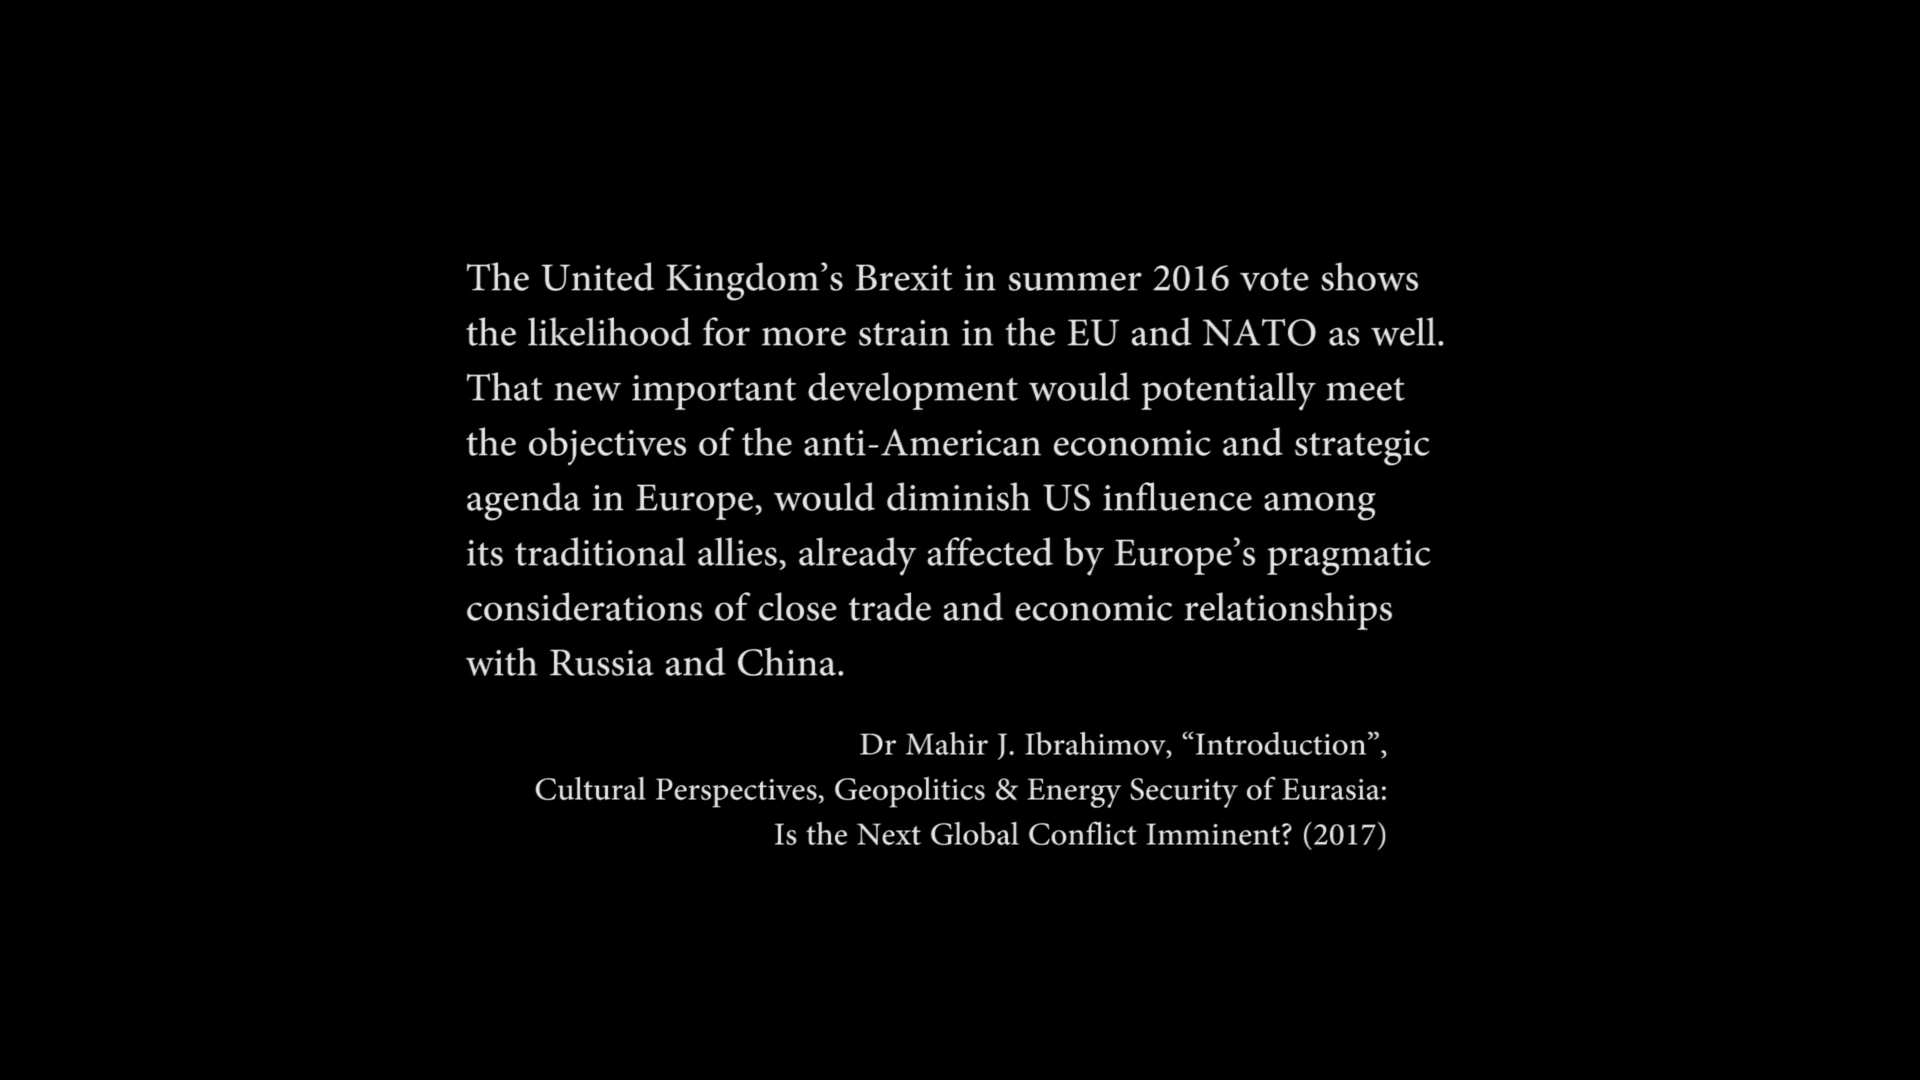 The United Kingdom’s Brexit in summer 2016 vote shows
the likelihood for more strain in the EU and NATO as well.
That new important development would potentially meet
the objectives of the anti-American economic and strategic
agenda in Europe, would diminish US influence among
its traditional allies, already affected by Europe’s pragmatic
considerations of close trade and economic relationships
with Russia and China.
Dr Mahir J. Ibrahimov, “Introduction”,
Cultural Perspectives, Geopolitics & Energy Security of Eurasia:
Is the Next Global Conflict Imminent? (2017)